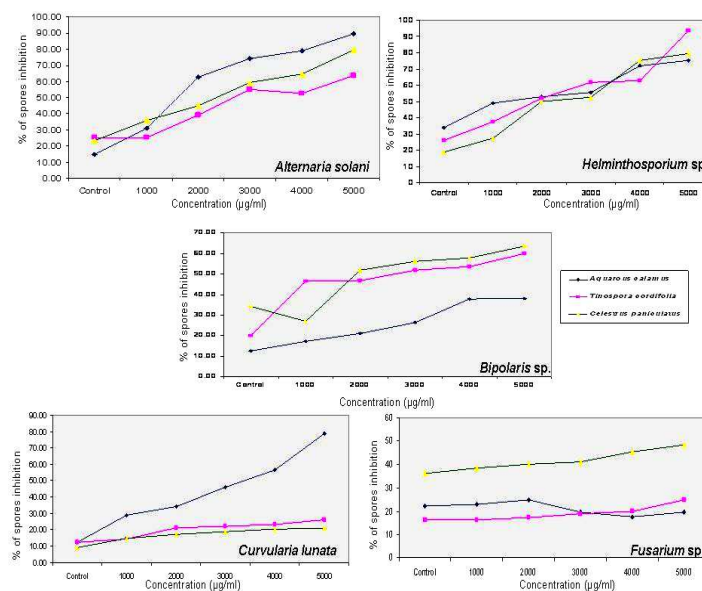 % of spores inhibition
100.00
90.00
80.00
70.00
60.00
50.00
40.00
30.00
20.00
10.00
0.00
Control 1000 2000 3000 4000 5000
Concentration (µg/ml)
Alternaria solani
% of spores inhibition
100
90
80
70
60
50
40
30
20
10
0
Control 1000 2000 3000 4000 5000
Concentration (µg/ml)
Helminthosporium sp
% of spores inhibition
70.00
60.00
50.00
40.00
30.00
20.00
10.00
0.00
Control 1000 2000 3000 4000 5000
Concentration (µg/ml)
Bipolaris sp.
Aquarous calamus
Tinospora cordifolia
Celestrus paniculatus
% of spores inhibition
90.00
80.00
70.00
60.00
50.00
40.00
30.00
20.00
10.00
0.00
Control 1000 2000 3000 4000 5000
Concentration (µg/ml)
Curvularia lunata
% of spores inhibition
60
50
40
30
20
10
0
Control 1000 2000 3000 4000 5000
Concentration (µg/ml)
Fusarium sp